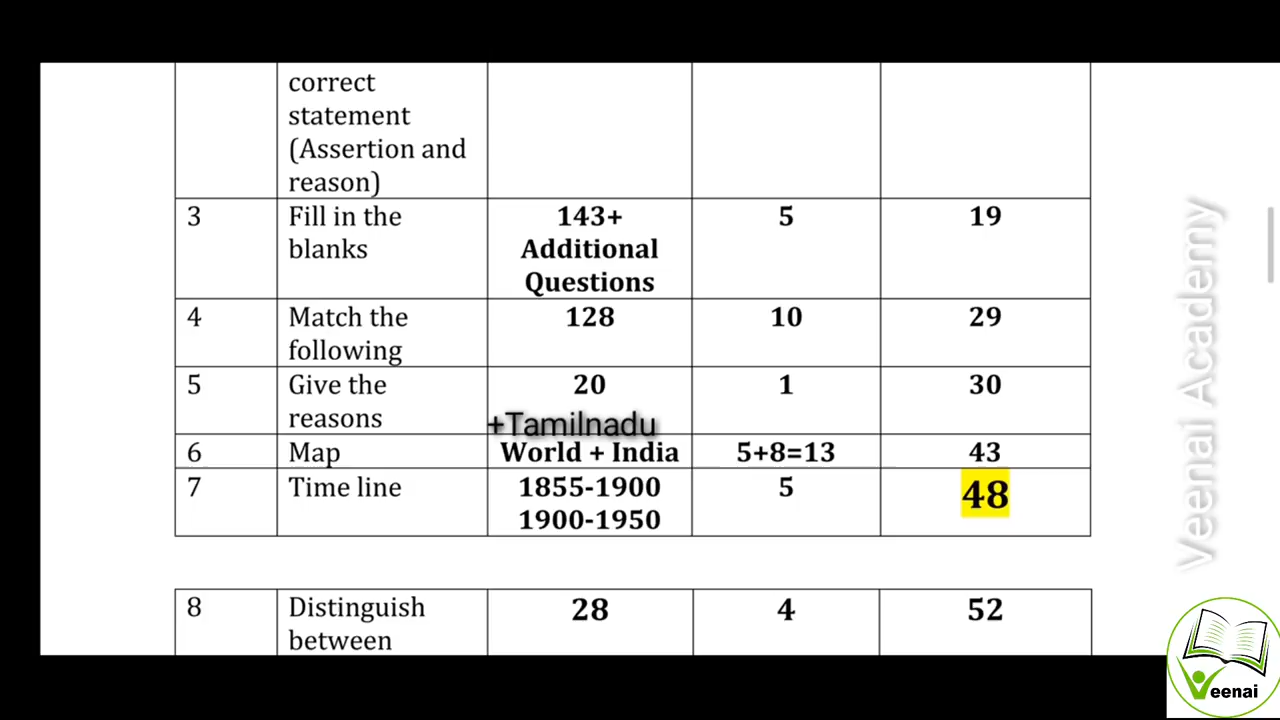 correct
statement
(Assertion and
reason)
3 Fill in the 143+ 5 19
blanks Additional
Questions
4 Match the 128 10 29
following
5 Give the 20 1 30
reasons +Tamilnadu
6 Map World + India 5+8=13 43
7 Time line 1855-1900 5 48
1900-1950
8 Distinguish 28 4 52
between
Veenai Academy
Veenai